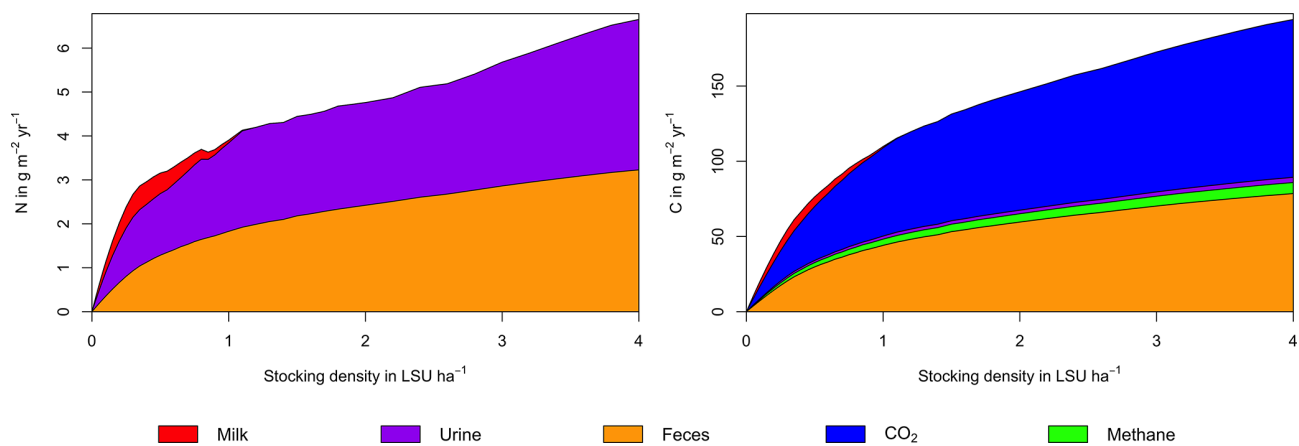 N in g m⁻² yr⁻¹
0
1
2
3
4
5
6
0 1 2 3 4
Stocking density in LSU ha⁻¹
C in g m⁻² yr⁻¹
0
50
100
150
0 1 2 3 4
Stocking density in LSU ha⁻¹
Milk Urine Feces CO₂ Methane